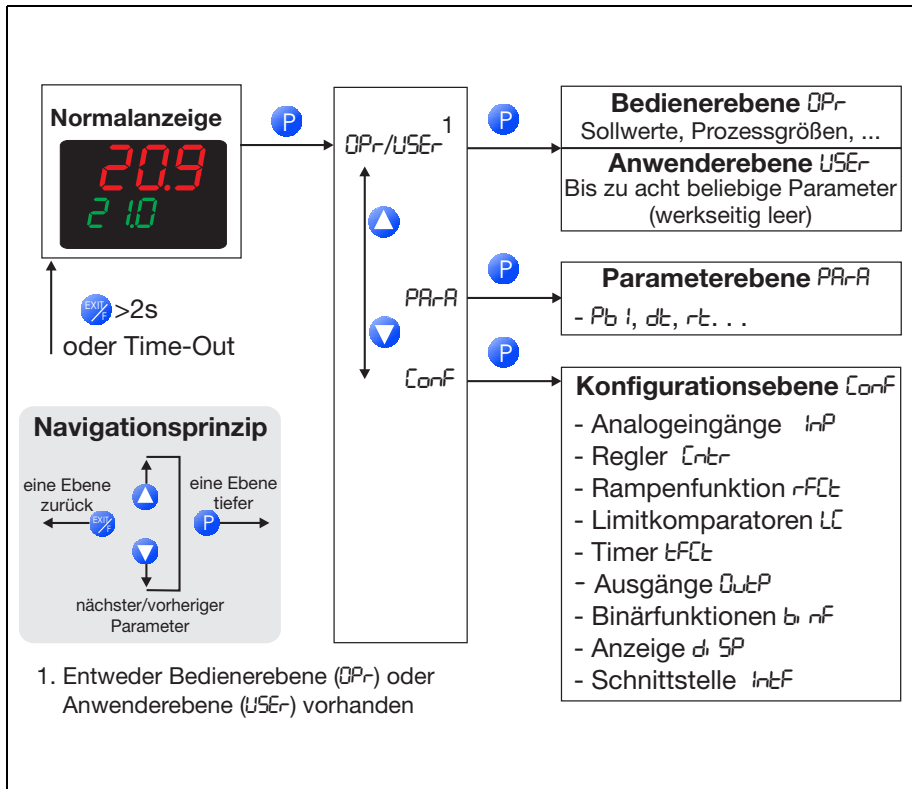 Normalanzeige
20.9
21.0
EXIT/F >2s
oder Time-Out
P
OPr/USEr 1
PArA
ConF
P
Bedienerebene OPr
Sollwerte, Prozessgrößen, ...
Anwenderebene USEr
Bis zu acht beliebige Parameter
(werkseitig leer)
P
Parameterebene PArA
- Pb1, dt, rt. . .
P
Konfigurationsebene ConF
- Analogeingänge InP
- Regler Cntr
- Rampenfunktion rFCt
- Limitkomparatoren LC
- Timer tFCt
- Ausgänge OutP
- Binärfunktionen binF
- Anzeige diSP
- Schnittstelle IntF
Navigationsprinzip
eine Ebene
zurück
EXIT/F
eine Ebene
tiefer
P
nächster/vorheriger
Parameter
1. Entweder Bedienerebene (OPr) oder
Anwenderebene (USEr) vorhanden